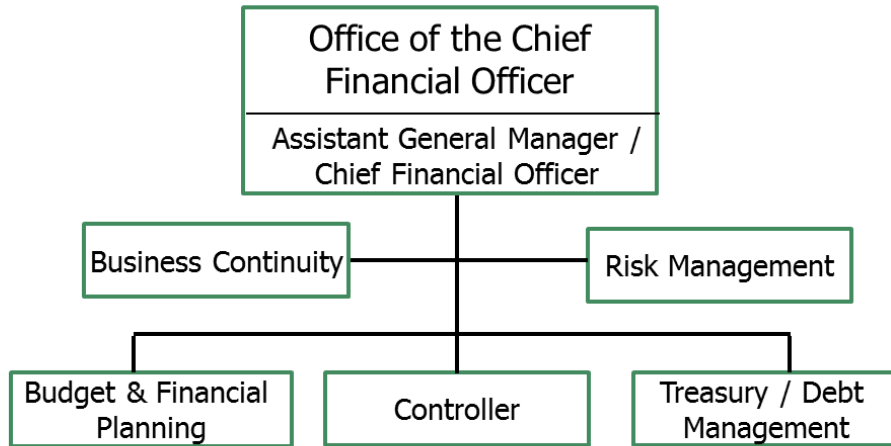 Office of the Chief
Financial Officer
Assistant General Manager /
Chief Financial Officer
Business Continuity
Risk Management
Budget & Financial
Planning
Controller
Treasury / Debt
Management